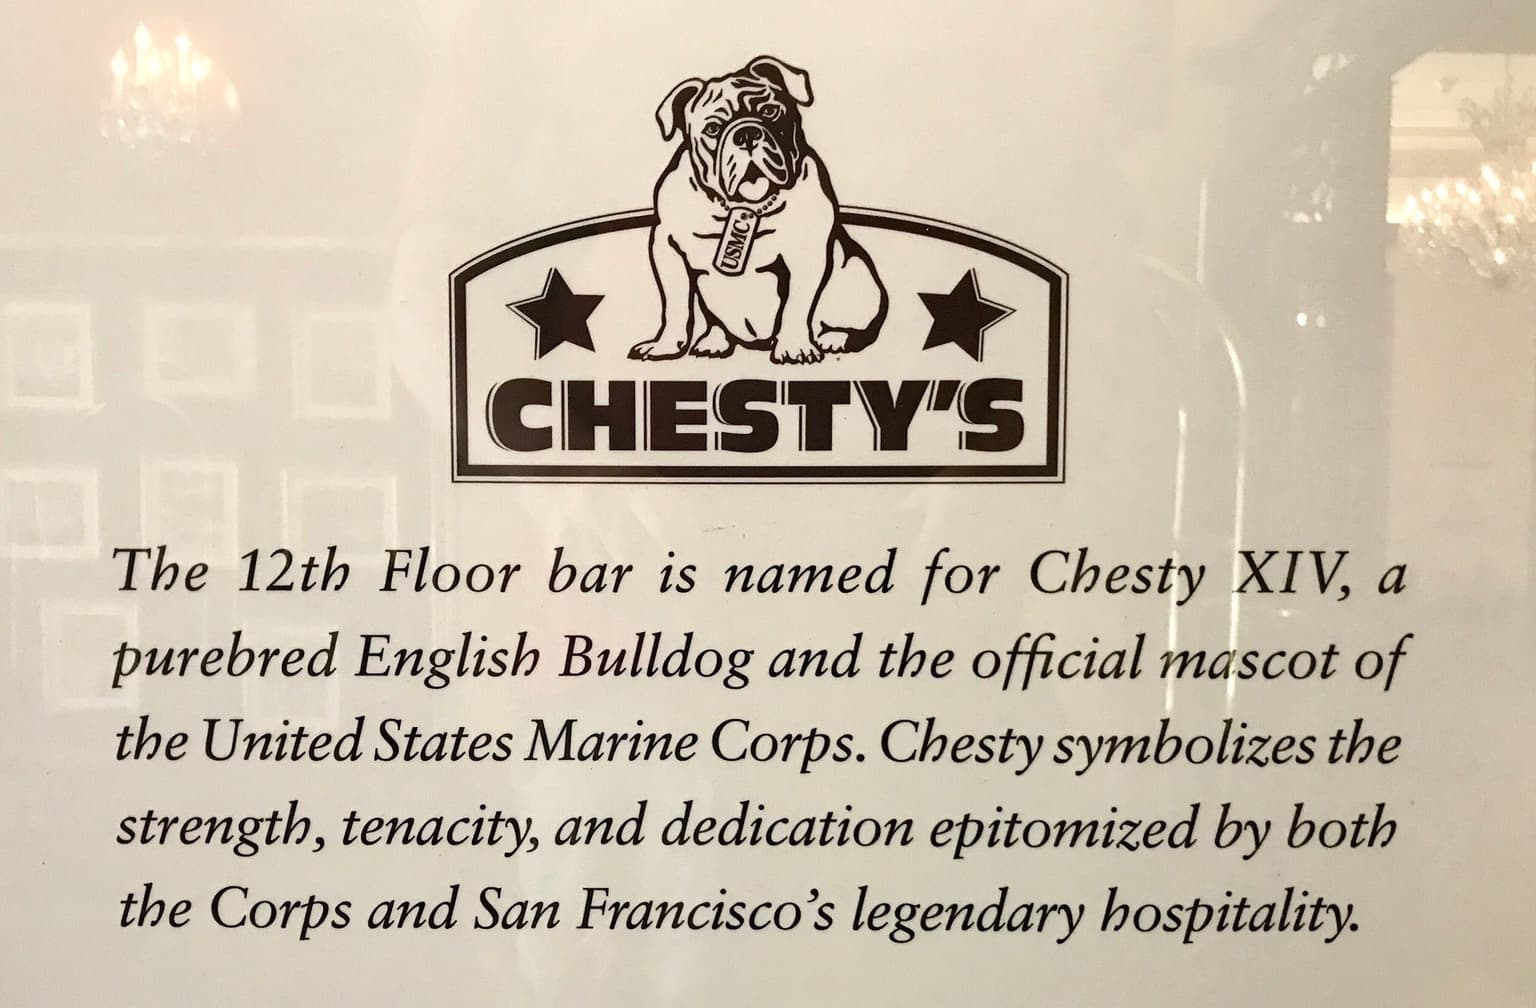 USMC
CHESTY'S
The 12th Floor bar is named for Chesty XIV, a
purebred English Bulldog and the official mascot of
the United States Marine Corps. Chesty symbolizes the
strength, tenacity, and dedication epitomized by both
the Corps and San Francisco's legendary hospitality.